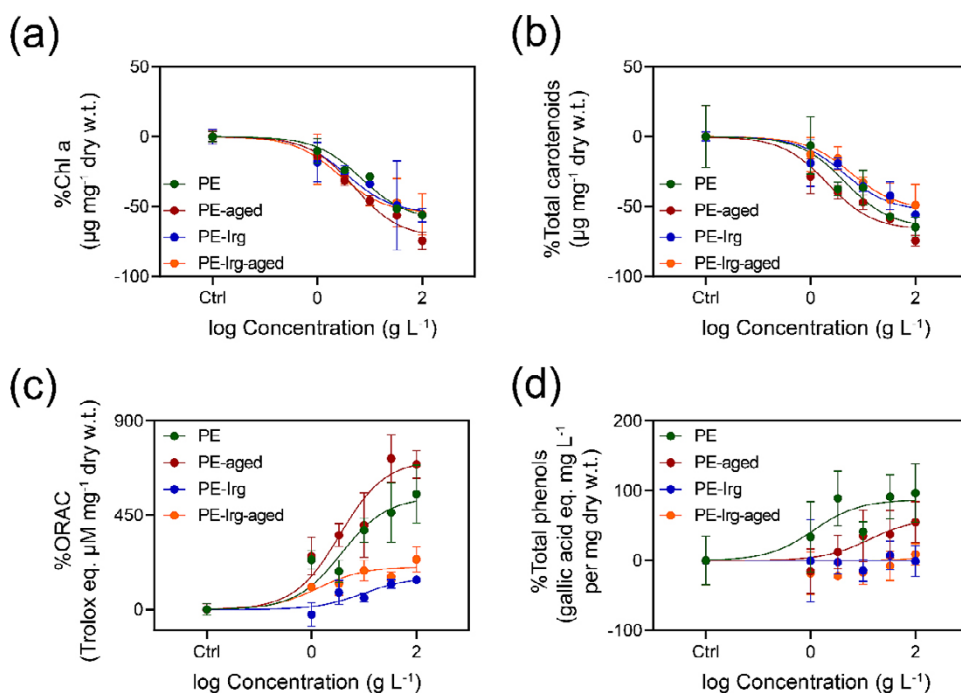 (a)
%Chl a
(µg mg⁻¹ dry w.t.)
50
0
-50
-100
PE
PE-aged
PE-Irg
PE-Irg-aged
Ctrl
0
2
log Concentration (g L⁻¹)
(b)
%Total carotenoids
(µg mg⁻¹ dry w.t.)
50
0
-50
-100
PE
PE-aged
PE-Irg
PE-Irg-aged
Ctrl
0
2
log Concentration (g L⁻¹)
(c)
%ORAC
(Trolox eq. µM mg⁻¹ dry w.t.)
900
450
0
PE
PE-aged
PE-Irg
PE-Irg-aged
Ctrl
0
2
log Concentration (g L⁻¹)
(d)
%Total phenols
(gallic acid eq. mg L⁻¹
per mg dry w.t.)
200
100
0
-100
PE
PE-aged
PE-Irg
PE-Irg-aged
Ctrl
0
2
log Concentration (g L⁻¹)